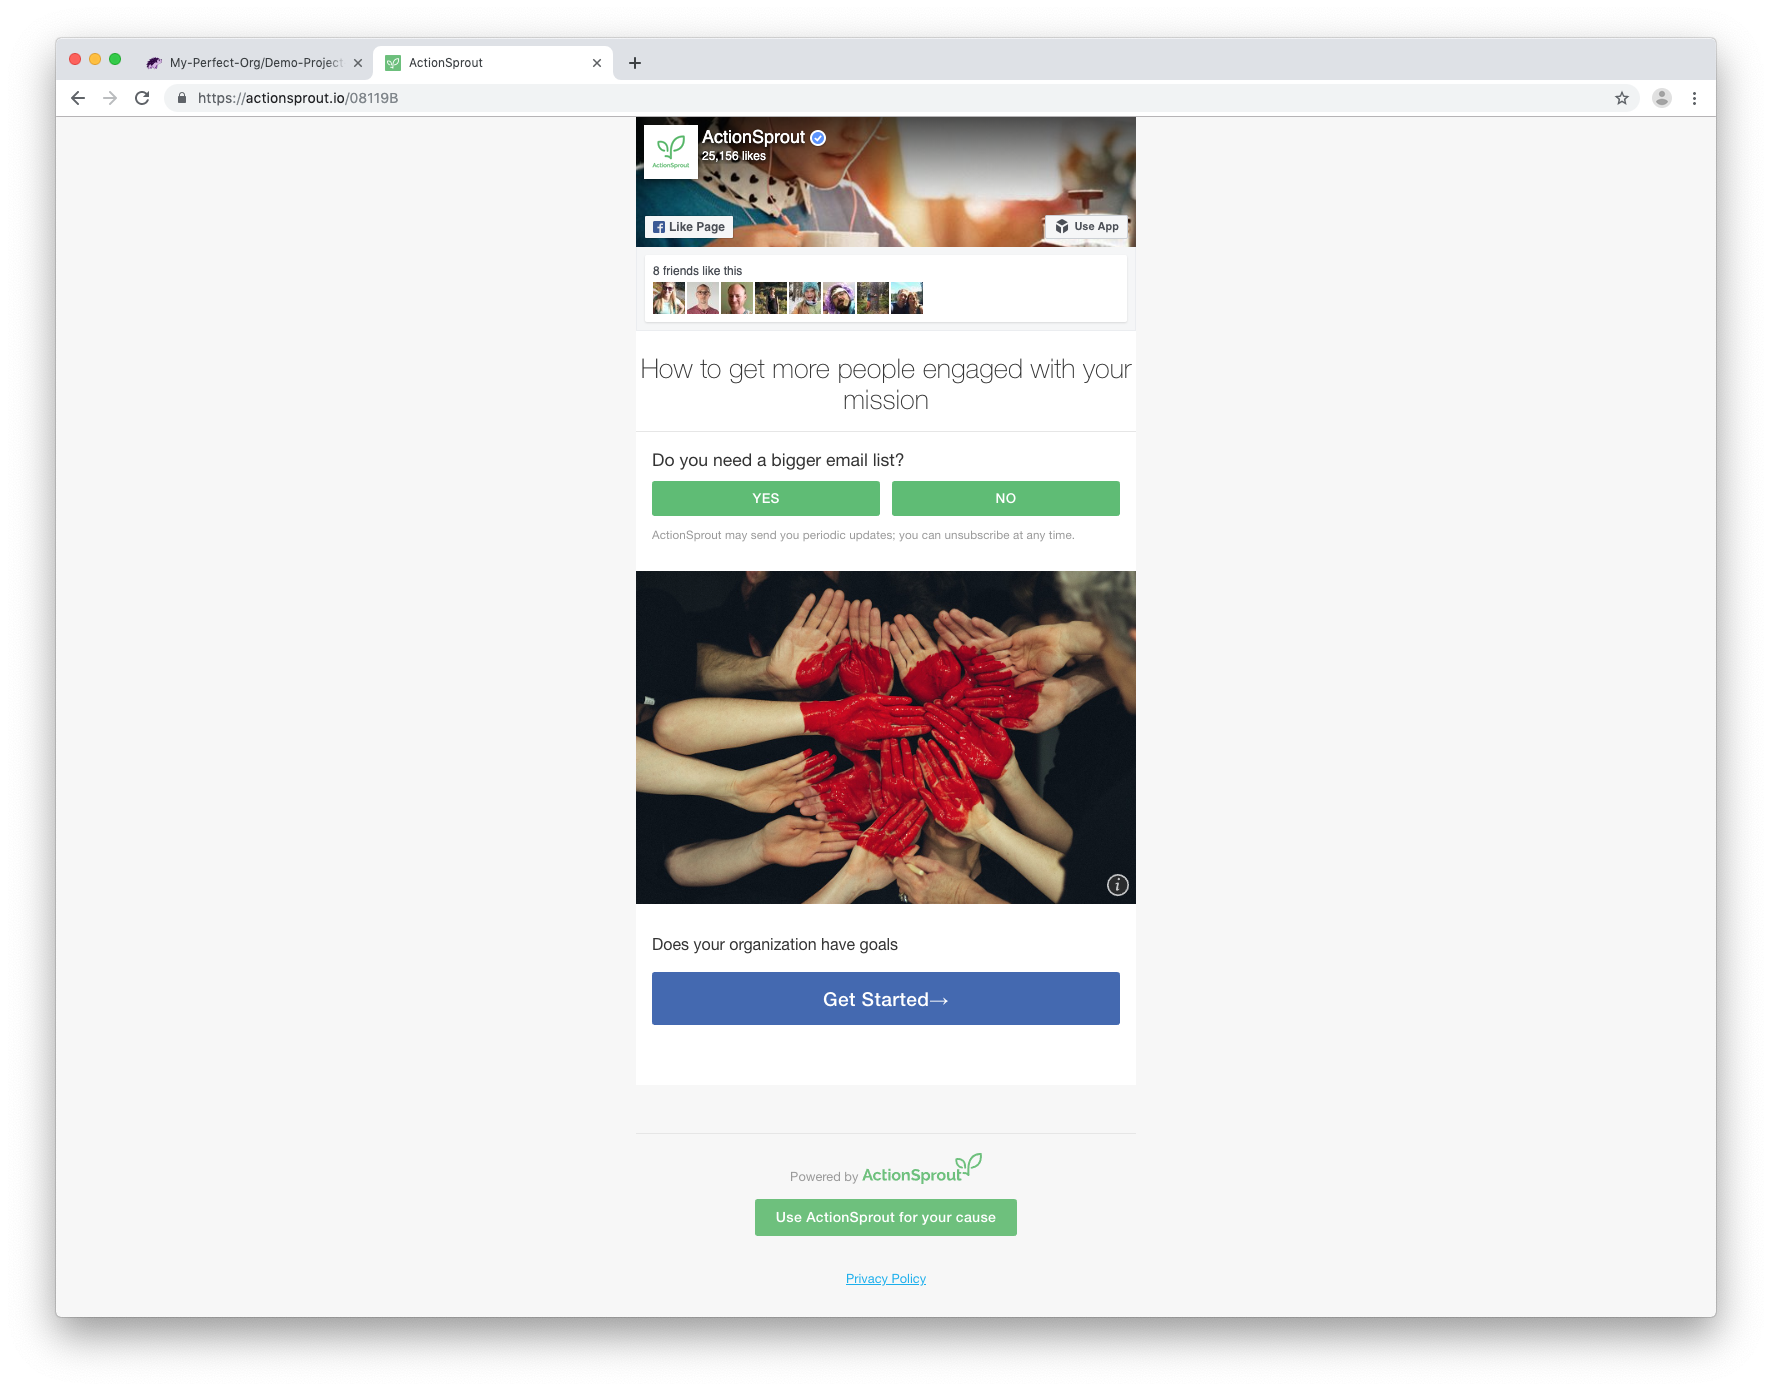 My-Perfect-Org/Demo-Project
ActionSprout
https://actionsprout.io/08119B
ActionSprout
ActionSprout
25,156 likes
Like Page
Use App
8 friends like this
How to get more people engaged with your
mission
Do you need a bigger email list?
YES
NO
ActionSprout may send you periodic updates; you can unsubscribe at any time.
Does your organization have goals
Get Started→
Powered by ActionSprout
Use ActionSprout for your cause
Privacy Policy